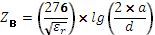 Z_B = (276/√ε_r) × lg((2 × a)/d)